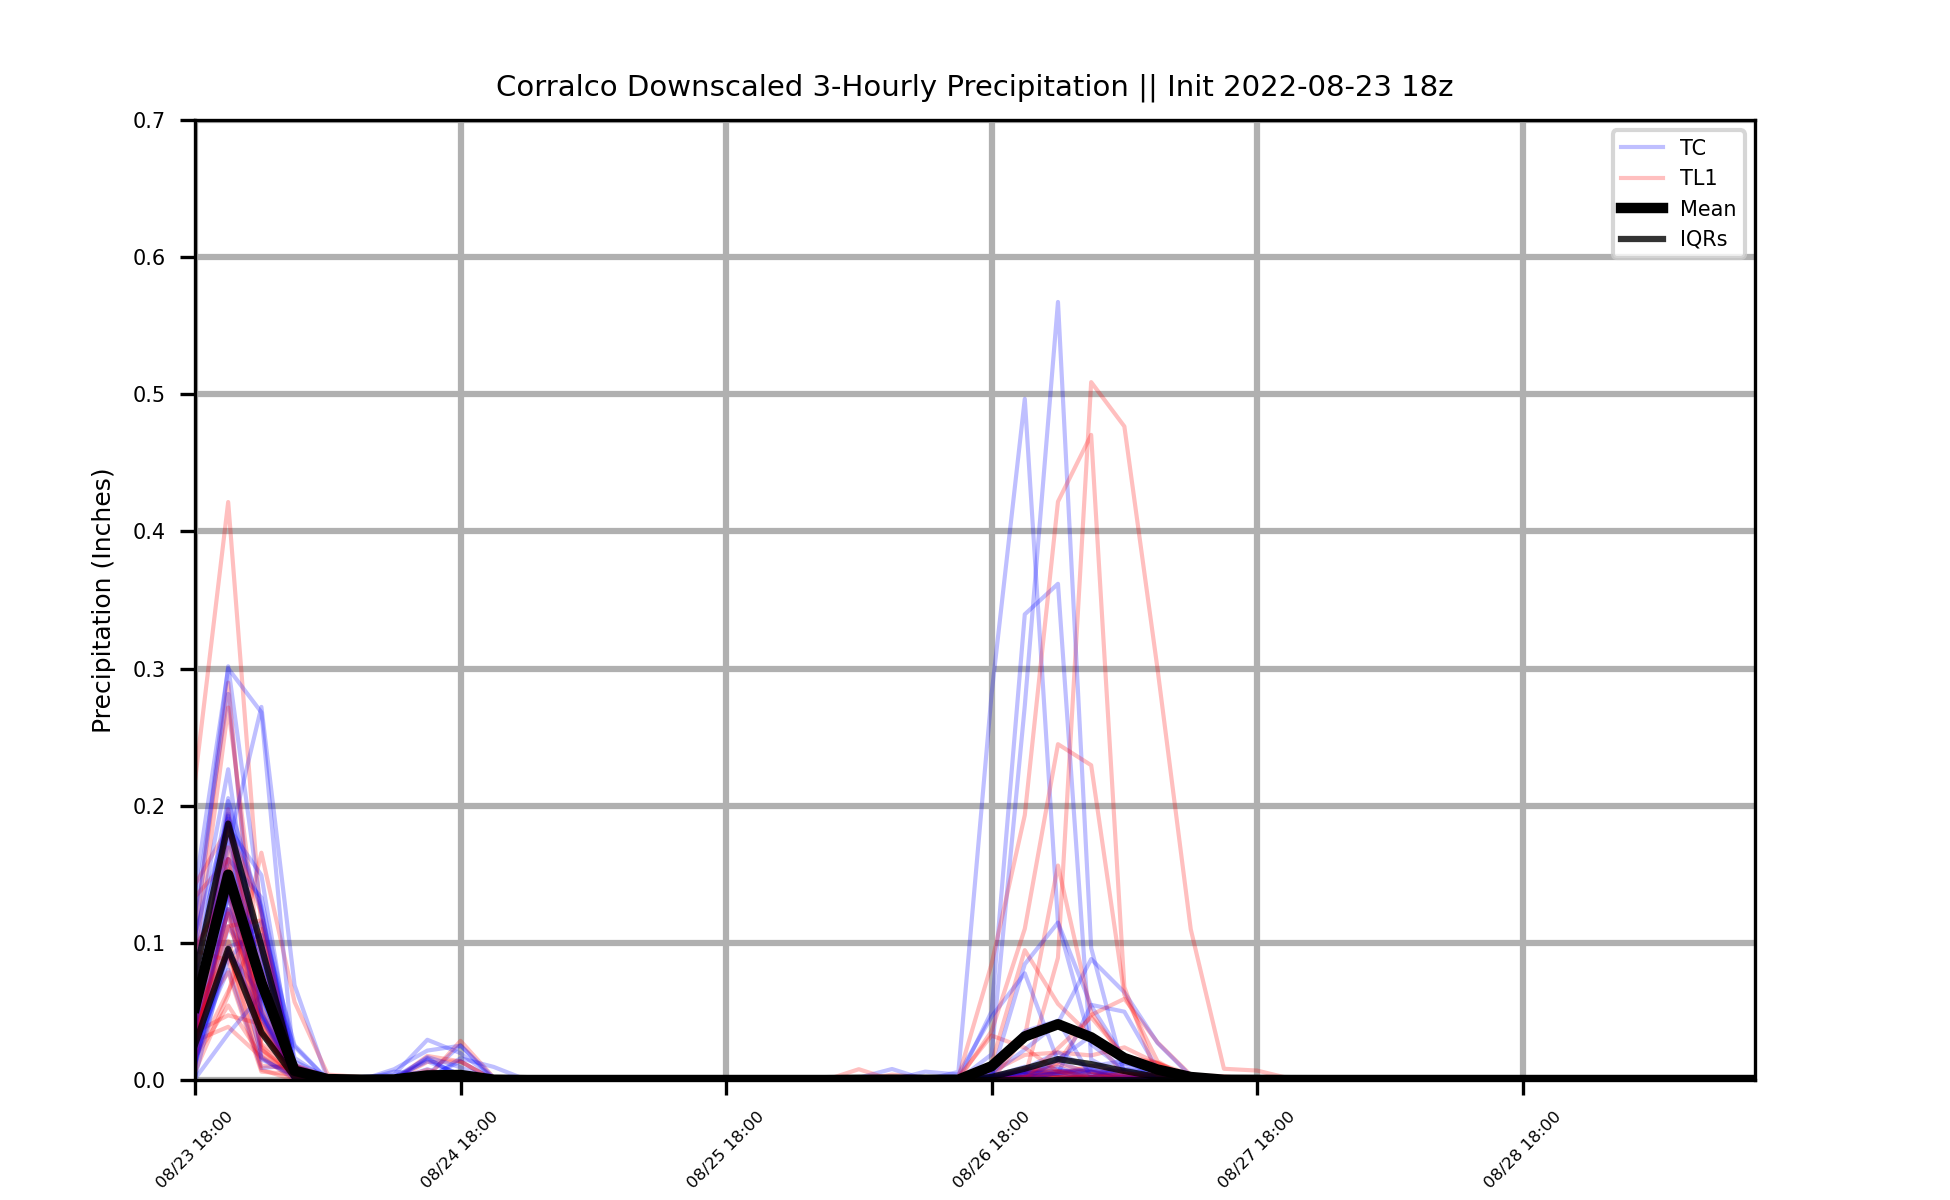 Corralco Downscaled 3-Hourly Precipitation || Init 2022-08-23 18z
TC
TL1
Mean
IQRs
Precipitation (Inches)
0.7
0.6
0.5
0.4
0.3
0.2
0.1
0.0
08/23 18:00
08/24 18:00
08/25 18:00
08/26 18:00
08/27 18:00
08/28 18:00